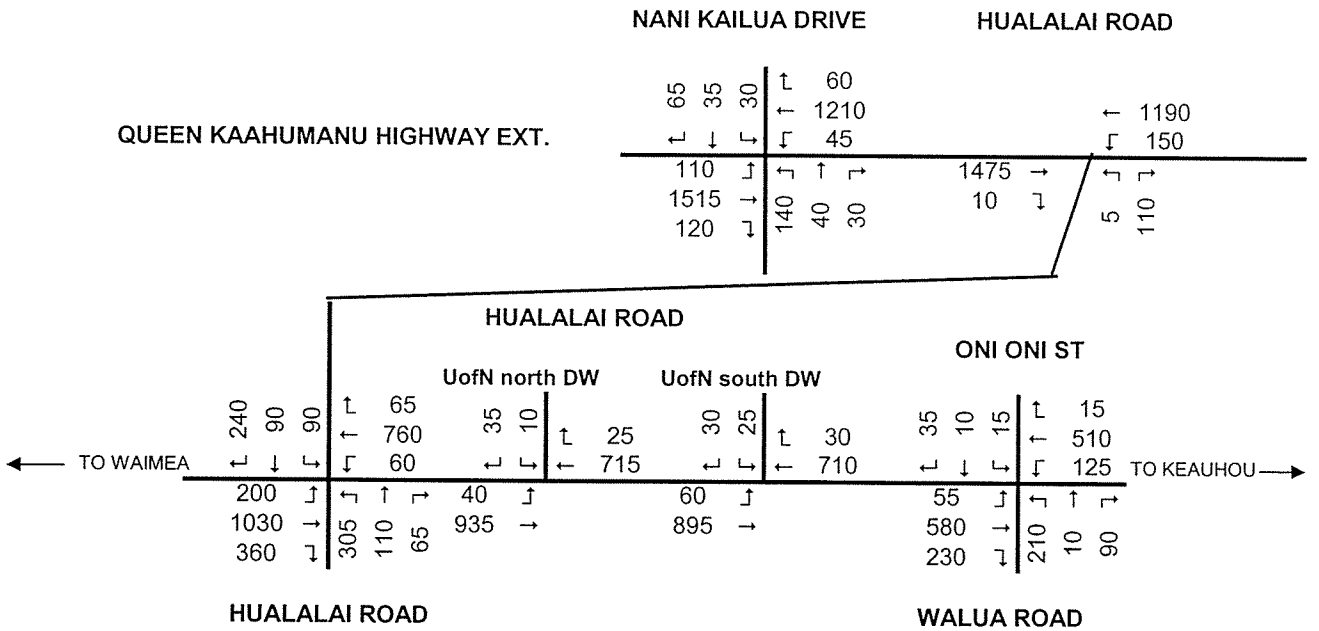 NANI KAILUA DRIVE HUALALAI ROAD
QUEEN KAAHUMANU HIGHWAY EXT.
65 35 30 ↰ 60
← 1210
← 1190
↵ ↓ ↳ ↲ 45
↲ 150
110 ↱ ↰ ↑ ↱ 1475 → ↰ ↱
1515 → 140 40 30 10 ↴ 5 110
120 ↴
HUALALAI ROAD
ONI ONI ST
UofN north DW UofN south DW
240 90 90 ↰ 65 35 10 30 25 35 10 15 ↰ 15
← 760 ↰ 25 ↰ 30 ← 510
← TO WAIMEA ↵ ↓ ↳ ↲ 60 ↵ ↳ ← 715 ↵ ↳ ← 710 ↵ ↓ ↳ ↲ 125 TO KEAUHOU →
200 ↱ ↰ ↑ ↱ 40 ↱ 60 ↱ 55 ↱ ↰ ↑ ↱
1030 → 305 110 65 935 → 895 → 580 → 210 10 90
360 ↴ 230 ↴
HUALALAI ROAD WALUA ROAD